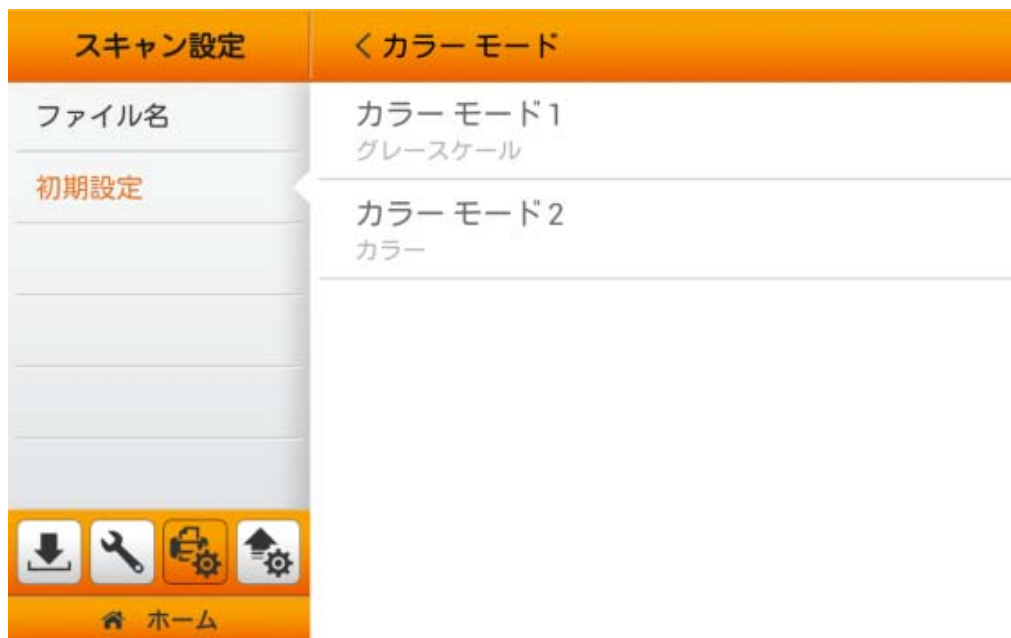 スキャン設定
< カラー モード
ファイル名
初期設定
カラー モード 1
グレースケール
カラー モード 2
カラー
ホーム